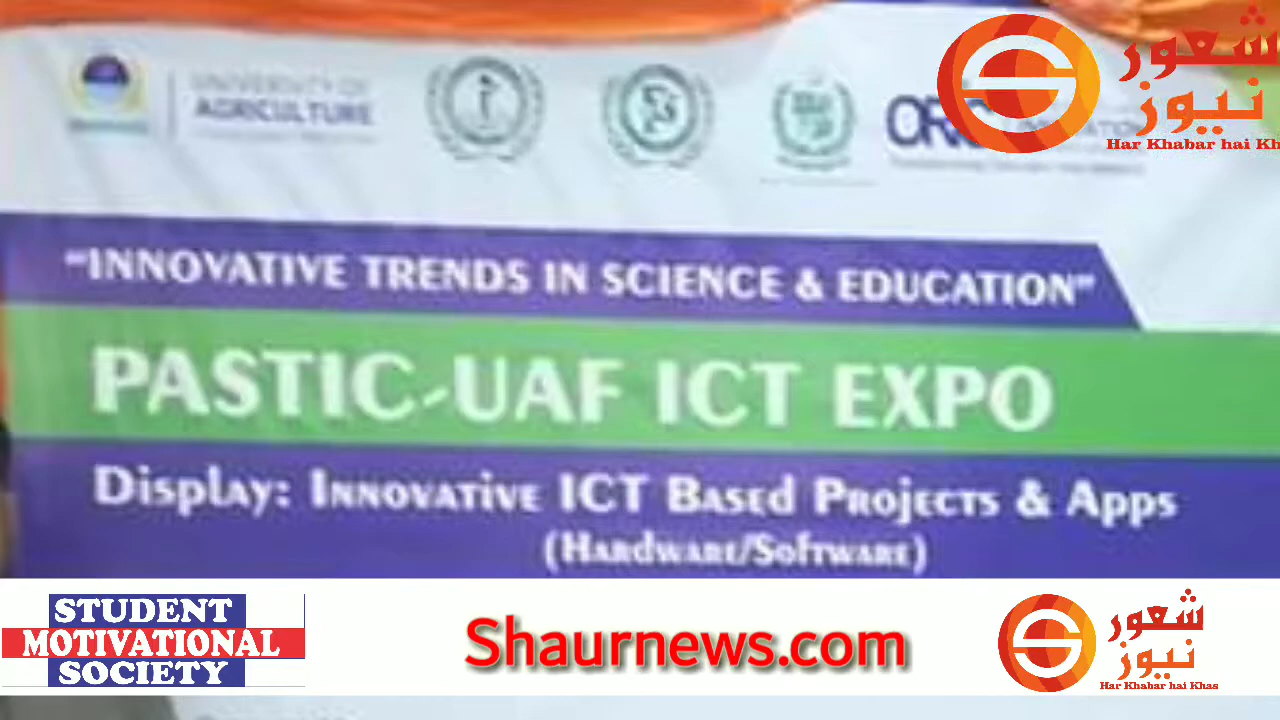 UNIVERSITY OF
AGRICULTURE
شعور
نیوز
Har Khabar hai Kh
"INNOVATIVE TRENDS IN SCIENCE & EDUCATION"
PASTIC-UAF ICT EXPO
Display: Innovative ICT Based Projects & Apps
(Hardware/Software)
STUDENT
MOTIVATIONAL
SOCIETY
Shaurnews.com
شعور
نیوز
Har Khabar hai Khas